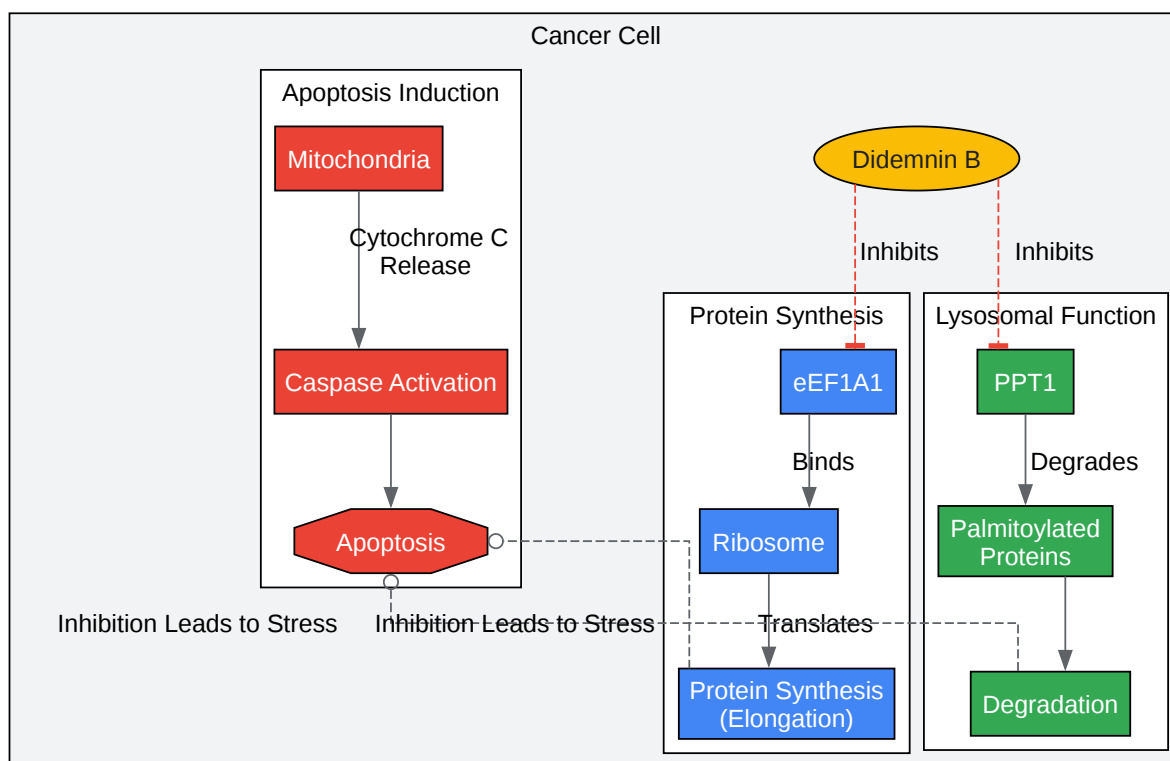 Cancer Cell
Apoptosis Induction
Mitochondria
Cytochrome C
Release
Caspase Activation
Apoptosis
Didemnin B
Inhibits
Inhibits
Protein Synthesis
eEF1A1
Binds
Ribosome
Translates
Protein Synthesis
(Elongation)
Lysosomal Function
PPT1
Degrades
Palmitoylated
Proteins
Degradation
Inhibition Leads to Stress
Inhibition Leads to Stress